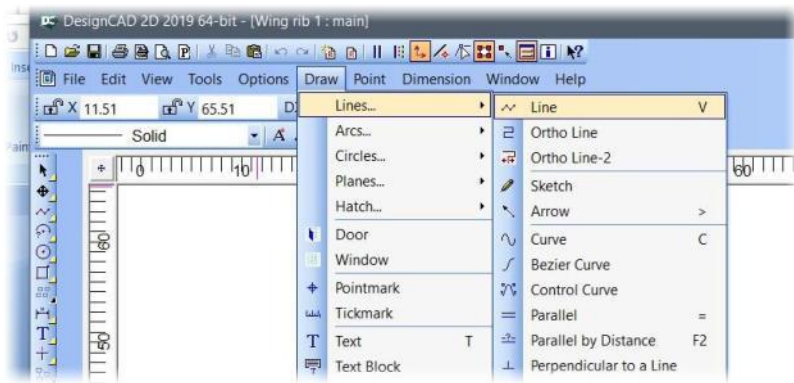 DesignCAD 2D 2019 64-bit - [Wing rib 1 : main]
File Edit View Tools Options Draw Point Dimension Window Help
X 11.51 Y 65.51
Solid
Lines...
Arcs...
Circles...
Planes...
Hatch...
Door
Window
Pointmark
Tickmark
Text T
Text Block
Line V
Ortho Line
Ortho Line-2
Sketch
Arrow >
Curve C
Bezier Curve
Control Curve
Parallel =
Parallel by Distance F2
Perpendicular to a Line
0 10 60
60
50